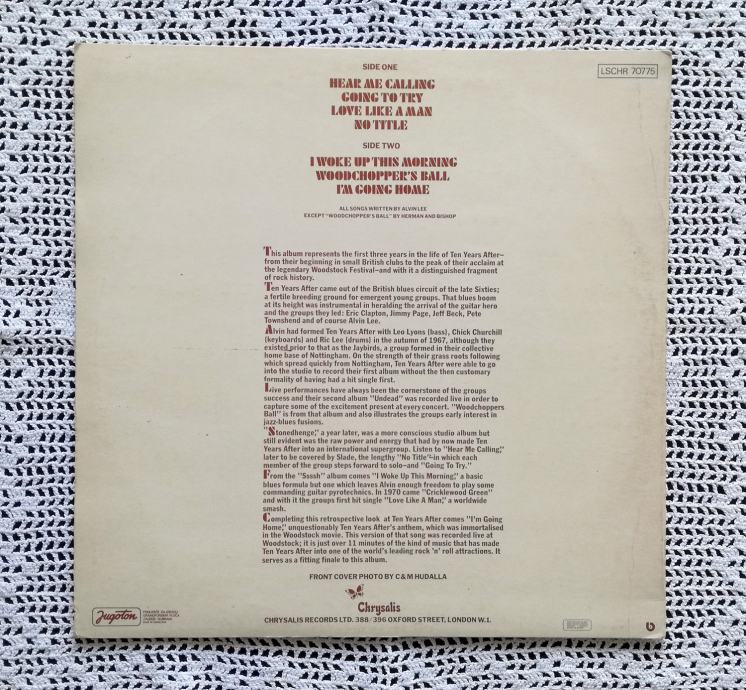 SIDE ONE
LSCHR 70775
HEAR ME CALLING
GOING TO TRY
LOVE LIKE A MAN
NO TITLE
SIDE TWO
I WOKE UP THIS MORNING
WOODCHOPPER'S BALL
I'M GOING HOME
ALL SONGS WRITTEN BY ALVIN LEE
EXCEPT "WOODCHOPPER'S BALL" BY HERMAN AND BISHOP
This album represents the first three years in the life of Ten Years After—
from their beginning in small British clubs to the peak of their acclaim at
the legendary Woodstock Festival—and with it a distinguished fragment
of rock history.
Ten Years After came out of the British blues circuit of the late Sixties;
a fertile breeding ground for emergent young groups. That blues boom
at its height was instrumental in heralding the arrival of the guitar hero
and the groups they led: Eric Clapton, Jimmy Page, Jeff Beck, Pete
Townshend and of course Alvin Lee.
Alvin had formed Ten Years After with Leo Lyons (bass), Chick Churchill
(keyboards) and Ric Lee (drums) in the autumn of 1967, although they
existed prior to that as the Jaybirds, a group formed in their collective
home base of Nottingham. On the strength of their grass roots following
which spread quickly from Nottingham, Ten Years After were able to go
into the studio to record their first album without the then customary
formality of having had a hit single first.
Live performances have always been the cornerstone of the groups
success and their second album "Undead" was recorded live in order to
capture some of the excitement present at every concert. "Woodchoppers
Ball" is from that album and also illustrates the groups early interest in
jazz-blues fusions.
"Stonedhenge," a year later, was a more conscious studio album but
still evident was the raw power and energy that had by now made Ten
Years After into an international supergroup. Listen to "Hear Me Calling,"
later to be covered by Slade, the lengthy "No Title"—in which each
member of the group steps forward to solo—and "Going To Try."
From the "Ssssh" album comes "I Woke Up This Morning," a basic
blues formula but one which leaves Alvin enough freedom to play some
commanding guitar pyrotechnics. In 1970 came "Cricklewood Green"
and with it the groups first hit single "Love Like A Man," a worldwide
smash.
Completing this retrospective look at Ten Years After comes "I'm Going
Home," unquestionably Ten Years After's anthem, which was immortalised
in the Woodstock movie. This version of that song was recorded live at
Woodstock; it is just over 11 minutes of the kind of music that has made
Ten Years After into one of the world's leading rock 'n' roll attractions. It
serves as a fitting finale to this album.
FRONT COVER PHOTO BY C & M HUDALLA
Chrysalis
CHRYSALIS RECORDS LTD. 388/396 OXFORD STREET, LONDON W.1.
Jugoton